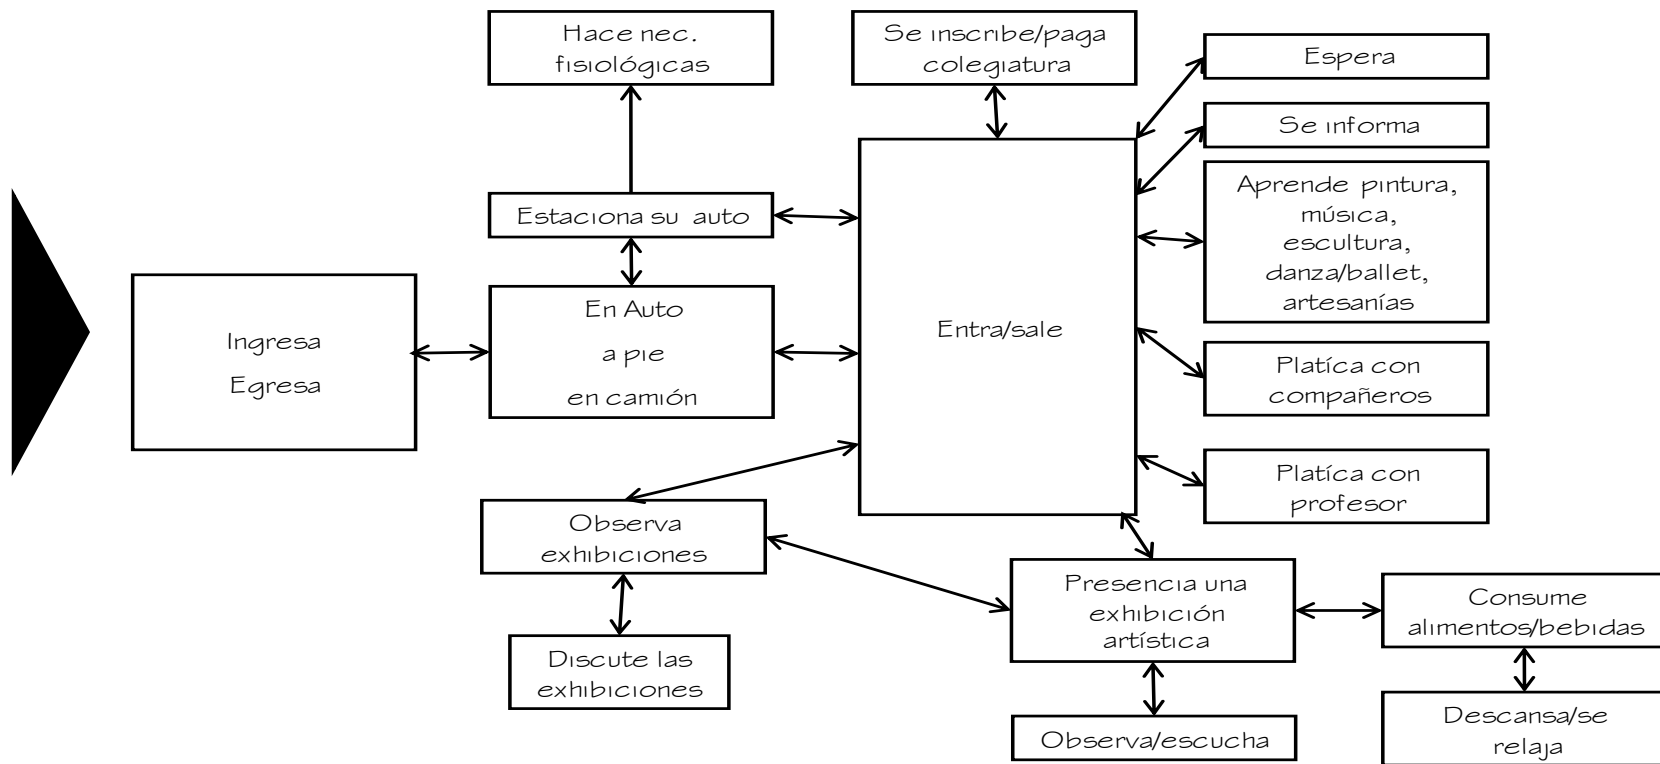 Hace nec.
fisiológicas
Se inscribe/paga
colegiatura
Espera
Se informa
Aprende pintura,
música,
escultura,
danza/ballet,
artesanías
Estaciona su auto
En Auto
a pie
en camión
Ingresa
Egresa
Entra/sale
Platíca con
compañeros
Platíca con
profesor
Observa
exhibiciones
Discute las
exhibiciones
Presencia una
exhibición
artística
Observa/escucha
Consume
alimentos/bebidas
Descansa/se
relaja